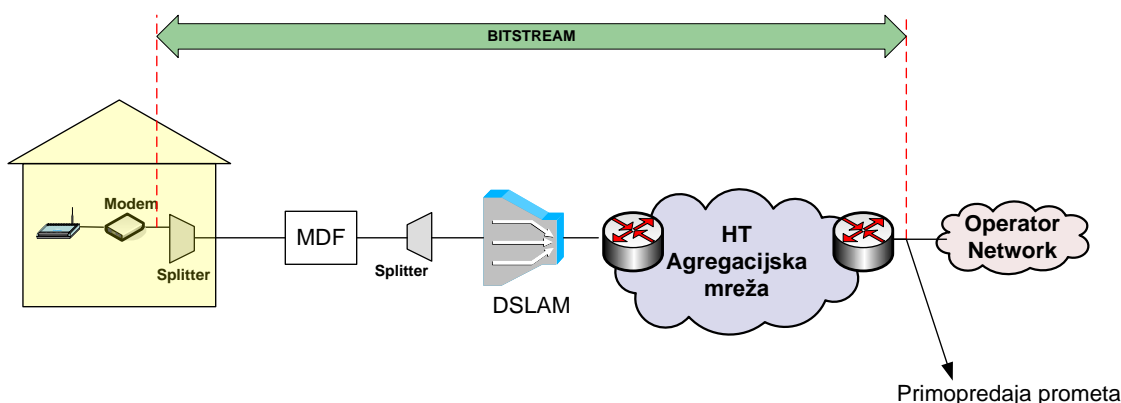 BITSTREAM
Modem
Splitter
MDF
Splitter
DSLAM
HT
Agregacijska
mreža
Operator
Network
Primopredaja prometa